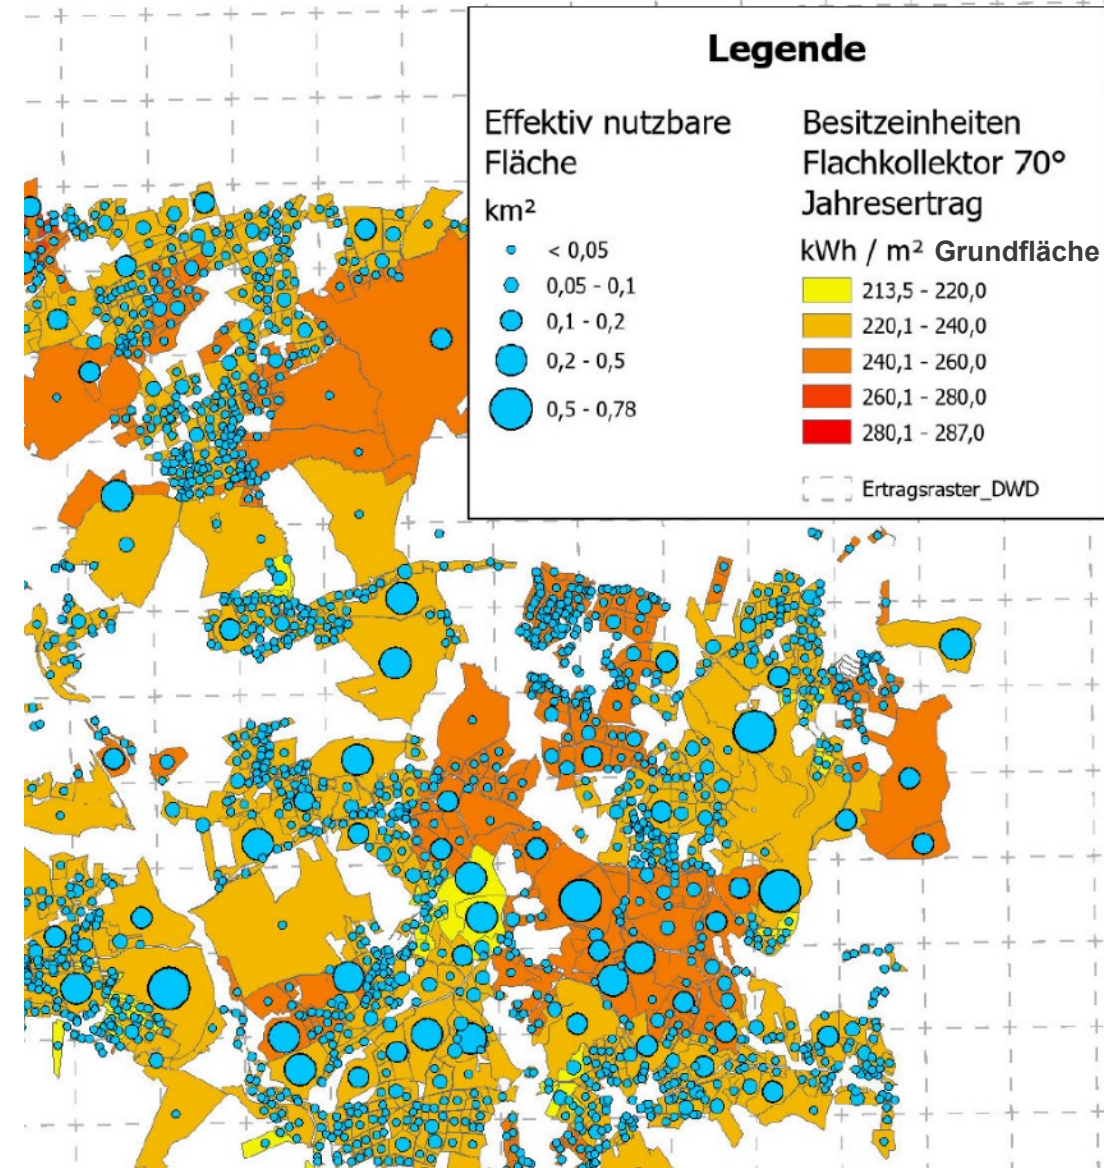 Legende
Effektiv nutzbare
Fläche
km²
< 0,05
0,05 - 0,1
0,1 - 0,2
0,2 - 0,5
0,5 - 0,78
Besitzeinheiten
Flachkollektor 70°
Jahresertrag
kWh / m² Grundfläche
213,5 - 220,0
220,1 - 240,0
240,1 - 260,0
260,1 - 280,0
280,1 - 287,0
Ertragsraster_DWD